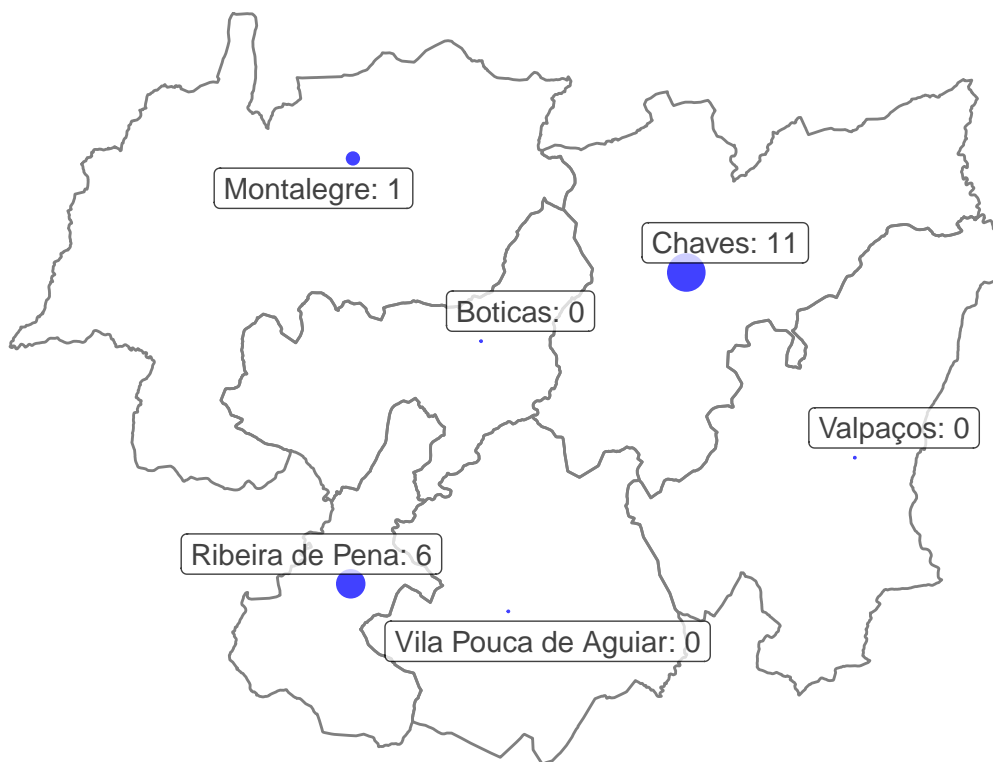 Montalegre: 1
Chaves: 11
Boticas: 0
Valpaços: 0
Ribeira de Pena: 6
Vila Pouca de Aguiar: 0